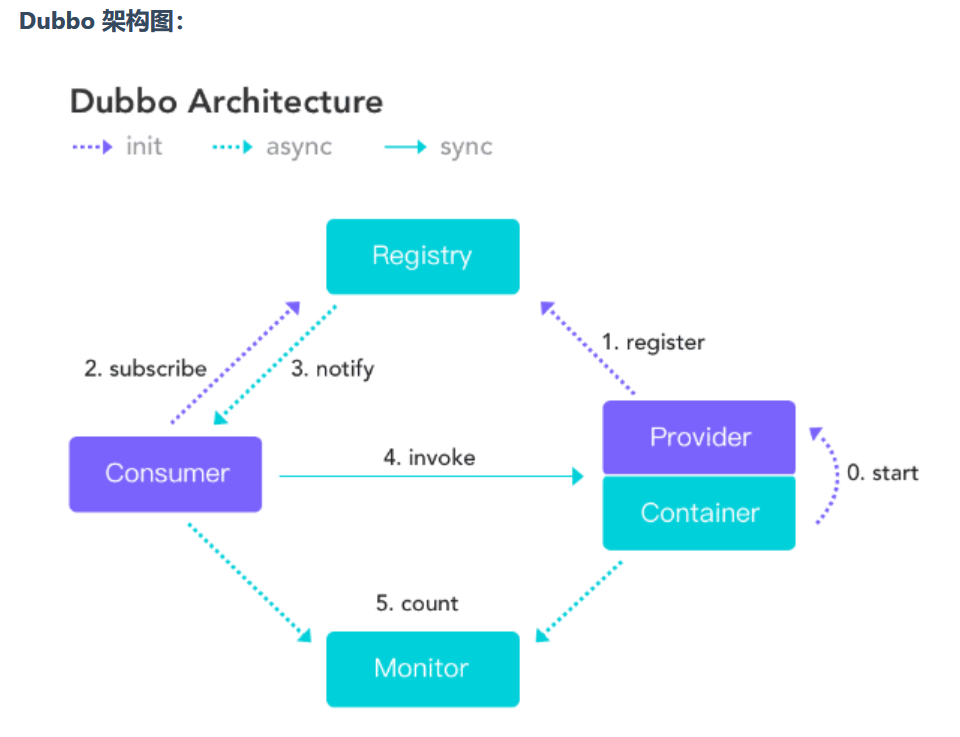 Dubbo 架构图：
Dubbo Architecture
init async sync
Registry
1. register
2. subscribe
3. notify
Provider
4. invoke
Consumer
0. start
Container
5. count
Monitor